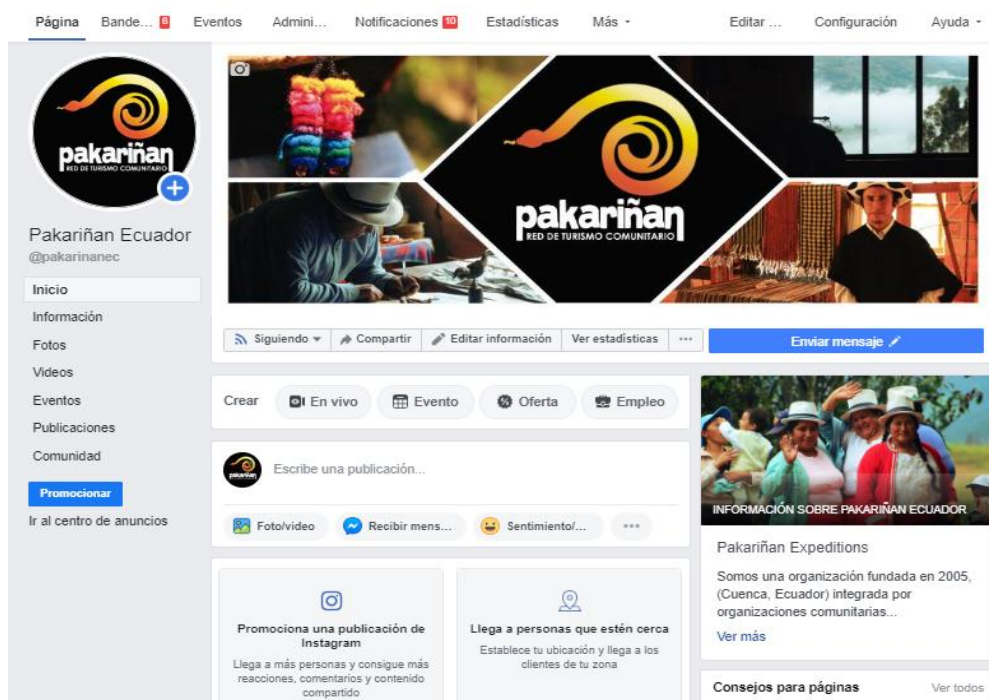 Página Bande... 6 Eventos Admini... Notificaciones 10 Estadísticas Más Editar ... Configuración Ayuda
pakariñan
RED DE TURISMO COMUNITARIO
pakariñan
RED DE TURISMO COMUNITARIO
Pakariñan Ecuador
@pakarinanec
Inicio
Información
Fotos
Videos
Eventos
Publicaciones
Comunidad
Promocionar
Ir al centro de anuncios
Siguiendo Compartir Editar información Ver estadísticas ... Enviar mensaje
Crear En vivo Evento Oferta Empleo
pakariñan
Escribe una publicación...
Foto/video Recibir mens... Sentimiento/... ...
Promociona una publicación de
Instagram
Llega a más personas y consigue más
reacciones, comentarios y contenido
compartido
Llega a personas que estén cerca
Establece tu ubicación y llega a los
clientes de tu zona
INFORMACIÓN SOBRE PAKARIÑAN ECUADOR
Pakariñan Expeditions
Somos una organización fundada en 2005,
(Cuenca, Ecuador) integrada por
organizaciones comunitarias...
Ver más
Consejos para páginas Ver todos